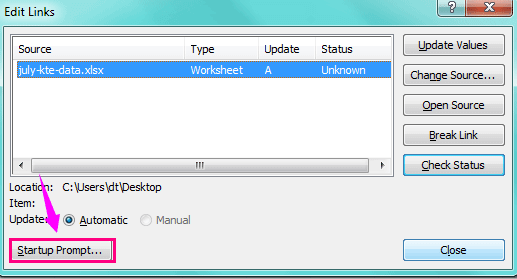 Edit Links
Source Type Update Status
july-kte-data.xlsx Worksheet A Unknown
Update Values
Change Source...
Open Source
Break Link
Check Status
Location: C:\Users\dt\Desktop
Item:
Update: Automatic Manual
Startup Prompt...
Close